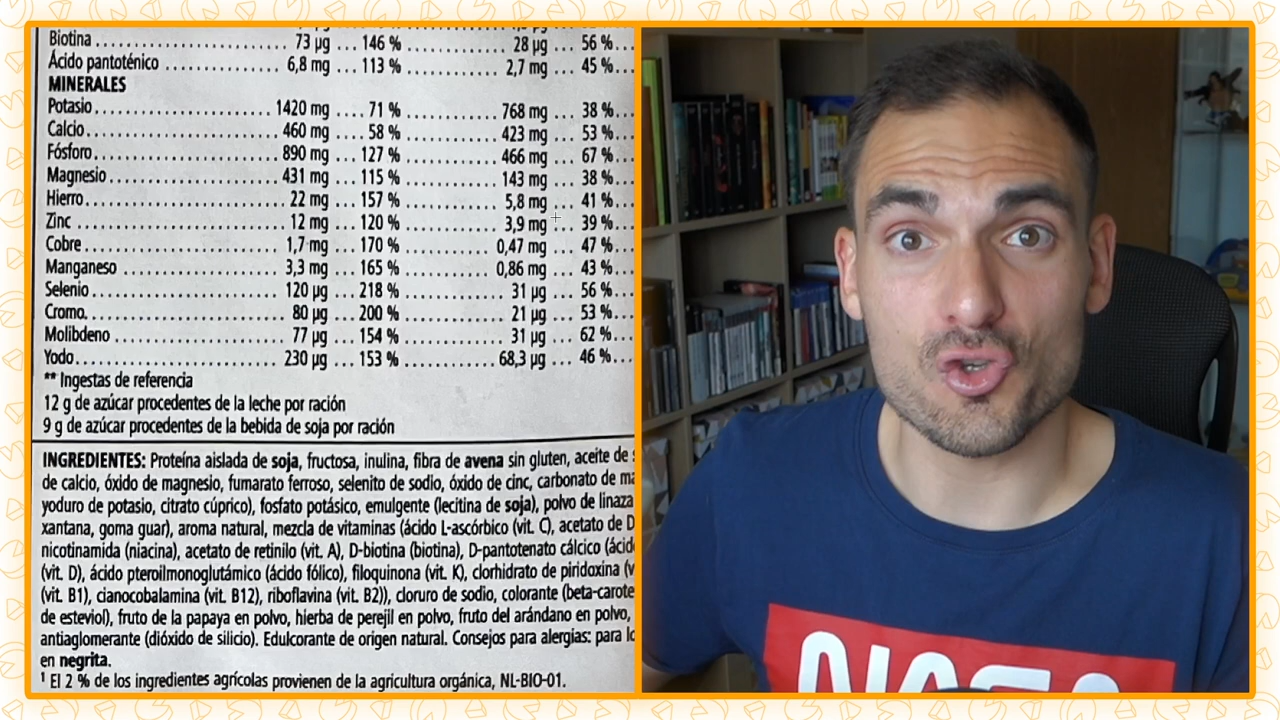 Biotina 73 µg ... 146 % 28 µg ... 56 %
Ácido pantoténico 6,8 mg ... 113 % 2,7 mg ... 45 %
MINERALES
Potasio 1420 mg .... 71 % 768 mg ... 38 %
Calcio 460 mg .... 58 % 423 mg ... 53 %
Fósforo 890 mg ... 127 % 466 mg ... 67 %
Magnesio 431 mg ... 115 % 143 mg ... 38 %
Hierro 22 mg ... 157 % 5,8 mg ... 41 %
Zinc 12 mg ... 120 % 3,9 mg ... 39 %
Cobre 1,7 mg ... 170 % 0,47 mg ... 47 %
Manganeso 3,3 mg ... 165 % 0,86 mg ... 43 %
Selenio 120 µg ... 218 % 31 µg ... 56 %
Cromo 80 µg ... 200 % 21 µg ... 53 %
Molibdeno 77 µg ... 154 % 31 µg ... 62 %
Yodo 230 µg ... 153 % 68,3 µg ... 46 %
** Ingestas de referencia
12 g de azúcar procedentes de la leche por ración
9 g de azúcar procedentes de la bebida de soja por ración
INGREDIENTES: Proteína aislada de soja, fructosa, inulina, fibra de avena sin gluten, aceite de
de calcio, óxido de magnesio, fumarato ferroso, selenito de sodio, óxido de cinc, carbonato de
yoduro de potasio, citrato cúprico), fosfato potásico, emulgente (lecitina de soja), polvo de linaza
xantana, goma guar), aroma natural, mezcla de vitaminas (ácido L-ascórbico (vit. C), acetato de D
nicotinamida (niacina), acetato de retinilo (vit. A), D-biotina (biotina), D-pantotenato cálcico
(vit. D), ácido pteroilmonoglutámico (ácido fólico), filoquinona (vit. K), clorhidrato de piridoxina
(vit. B1), cianocobalamina (vit. B12), riboflavina (vit. B2)), cloruro de sodio, colorante
de esteviol), fruto de la papaya en polvo, hierba de perejil en polvo, fruto del arándano en polvo,
antiaglomerante (dióxido de silicio). Edulcorante de origen natural. Consejos para alergias: para
en negrita.
¹ El 2 % de los ingredientes agrícolas provienen de la agricultura orgánica, NL-BIO-01.
NASA